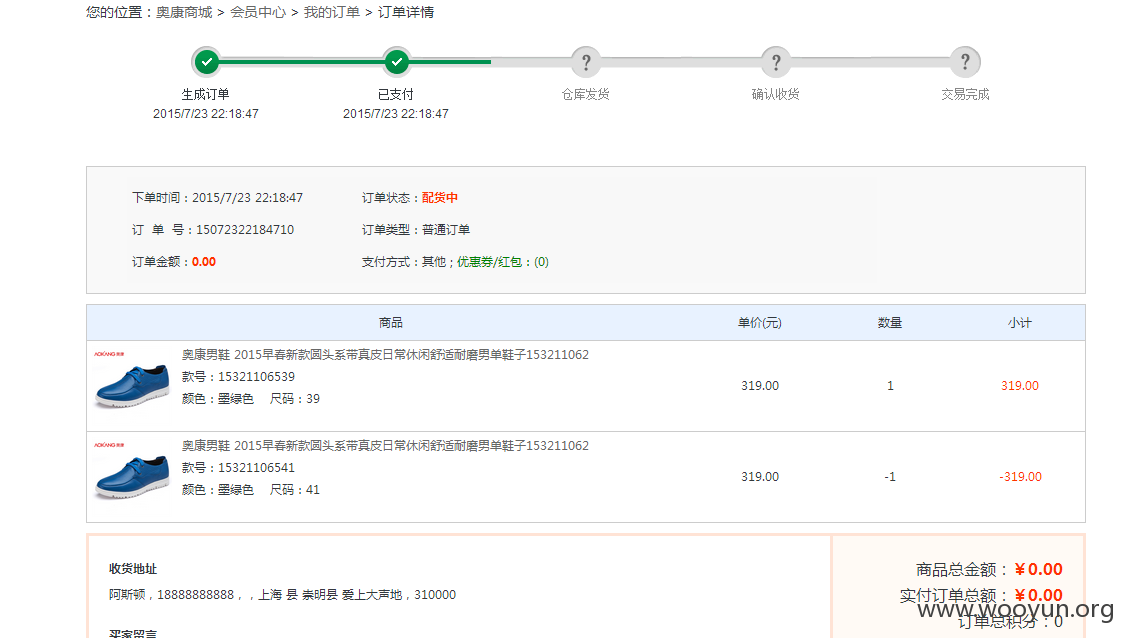 您的位置：奥康商城 > 会员中心 > 我的订单 > 订单详情
? ? ?
生成订单 已支付 仓库发货 确认收货 交易完成
2015/7/23 22:18:47 2015/7/23 22:18:47
下单时间：2015/7/23 22:18:47 订单状态：配货中
订 单 号：15072322184710 订单类型：普通订单
订单金额：0.00 支付方式：其他；优惠券/红包：(0)
商品 单价(元) 数量 小计
AOKANG 奥康
奥康男鞋 2015早春新款圆头系带真皮日常休闲舒适耐磨男单鞋子153211062
款号：15321106539
颜色：墨绿色 尺码：39
319.00 1 319.00
AOKANG 奥康
奥康男鞋 2015早春新款圆头系带真皮日常休闲舒适耐磨男单鞋子153211062
款号：15321106541
颜色：墨绿色 尺码：41
319.00 -1 -319.00
收货地址
阿斯顿，18888888888，，上海 县 崇明县 爱上大声地，310000
买家留言
商品总金额：￥0.00
实付订单总额：￥0.00
订单总积分：0
www.wooyun.org